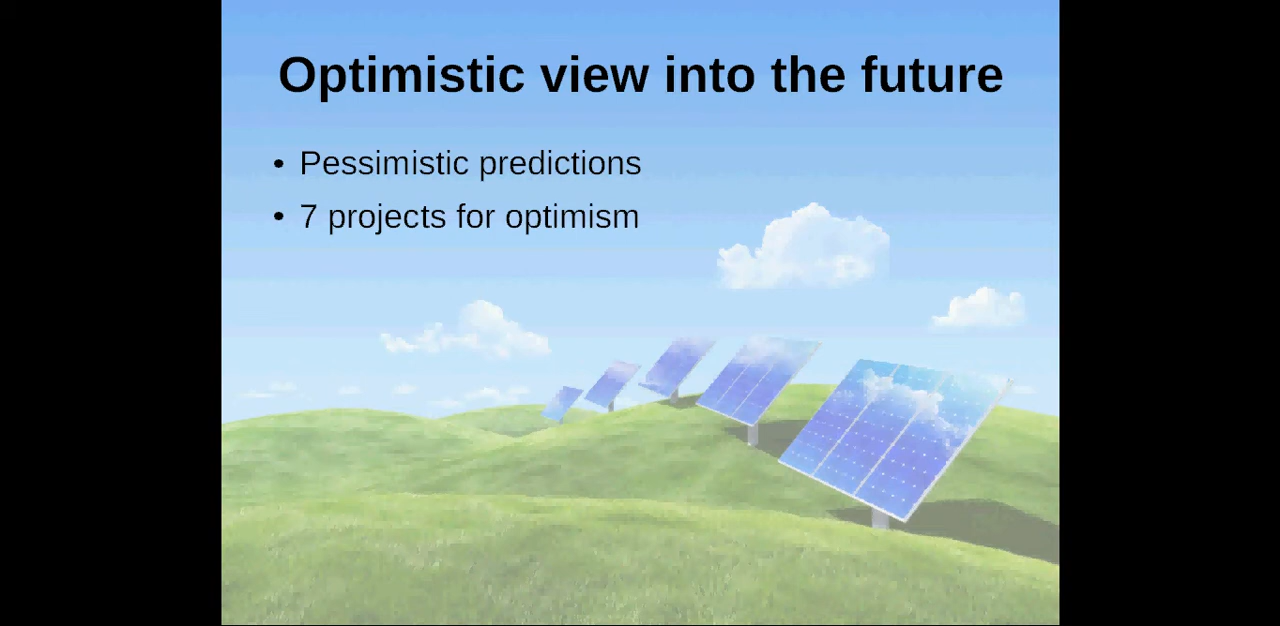 Optimistic view into the future
• Pessimistic predictions
• 7 projects for optimism